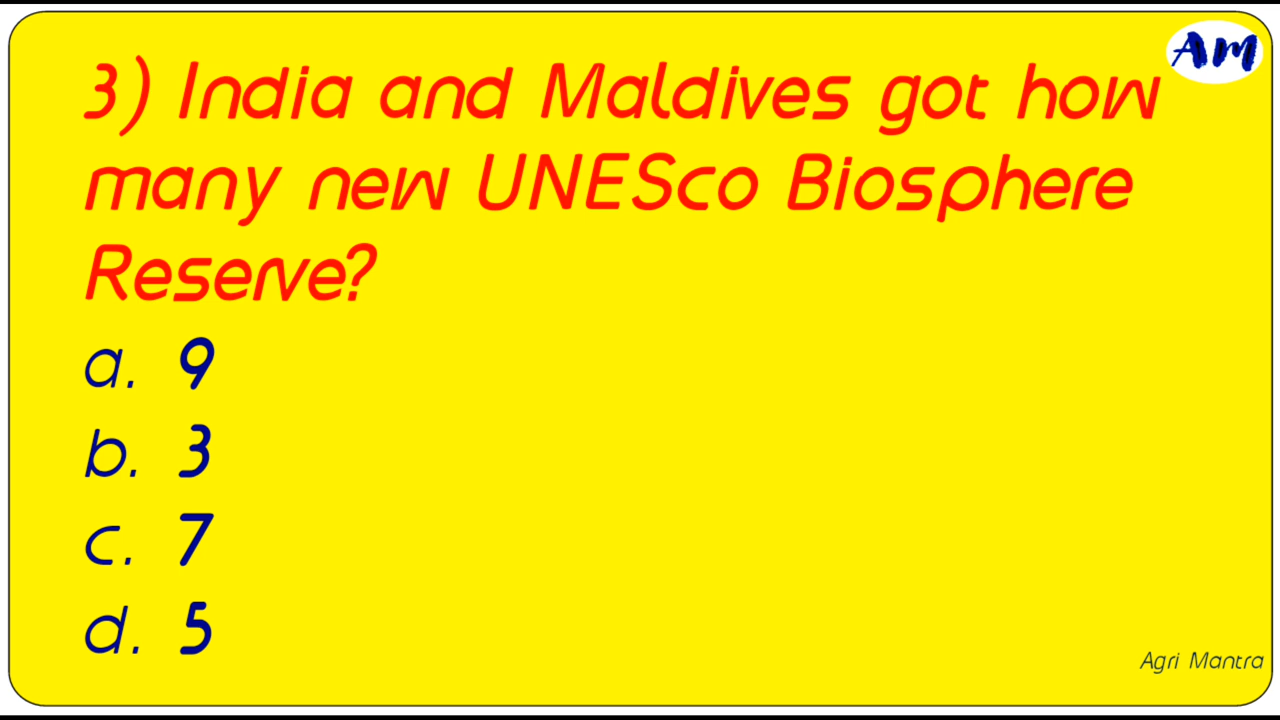 AM
3) India and Maldives got how
many new UNESco Biosphere
Reserve?
a. 9
b. 3
c. 7
d. 5
Agri Mantra